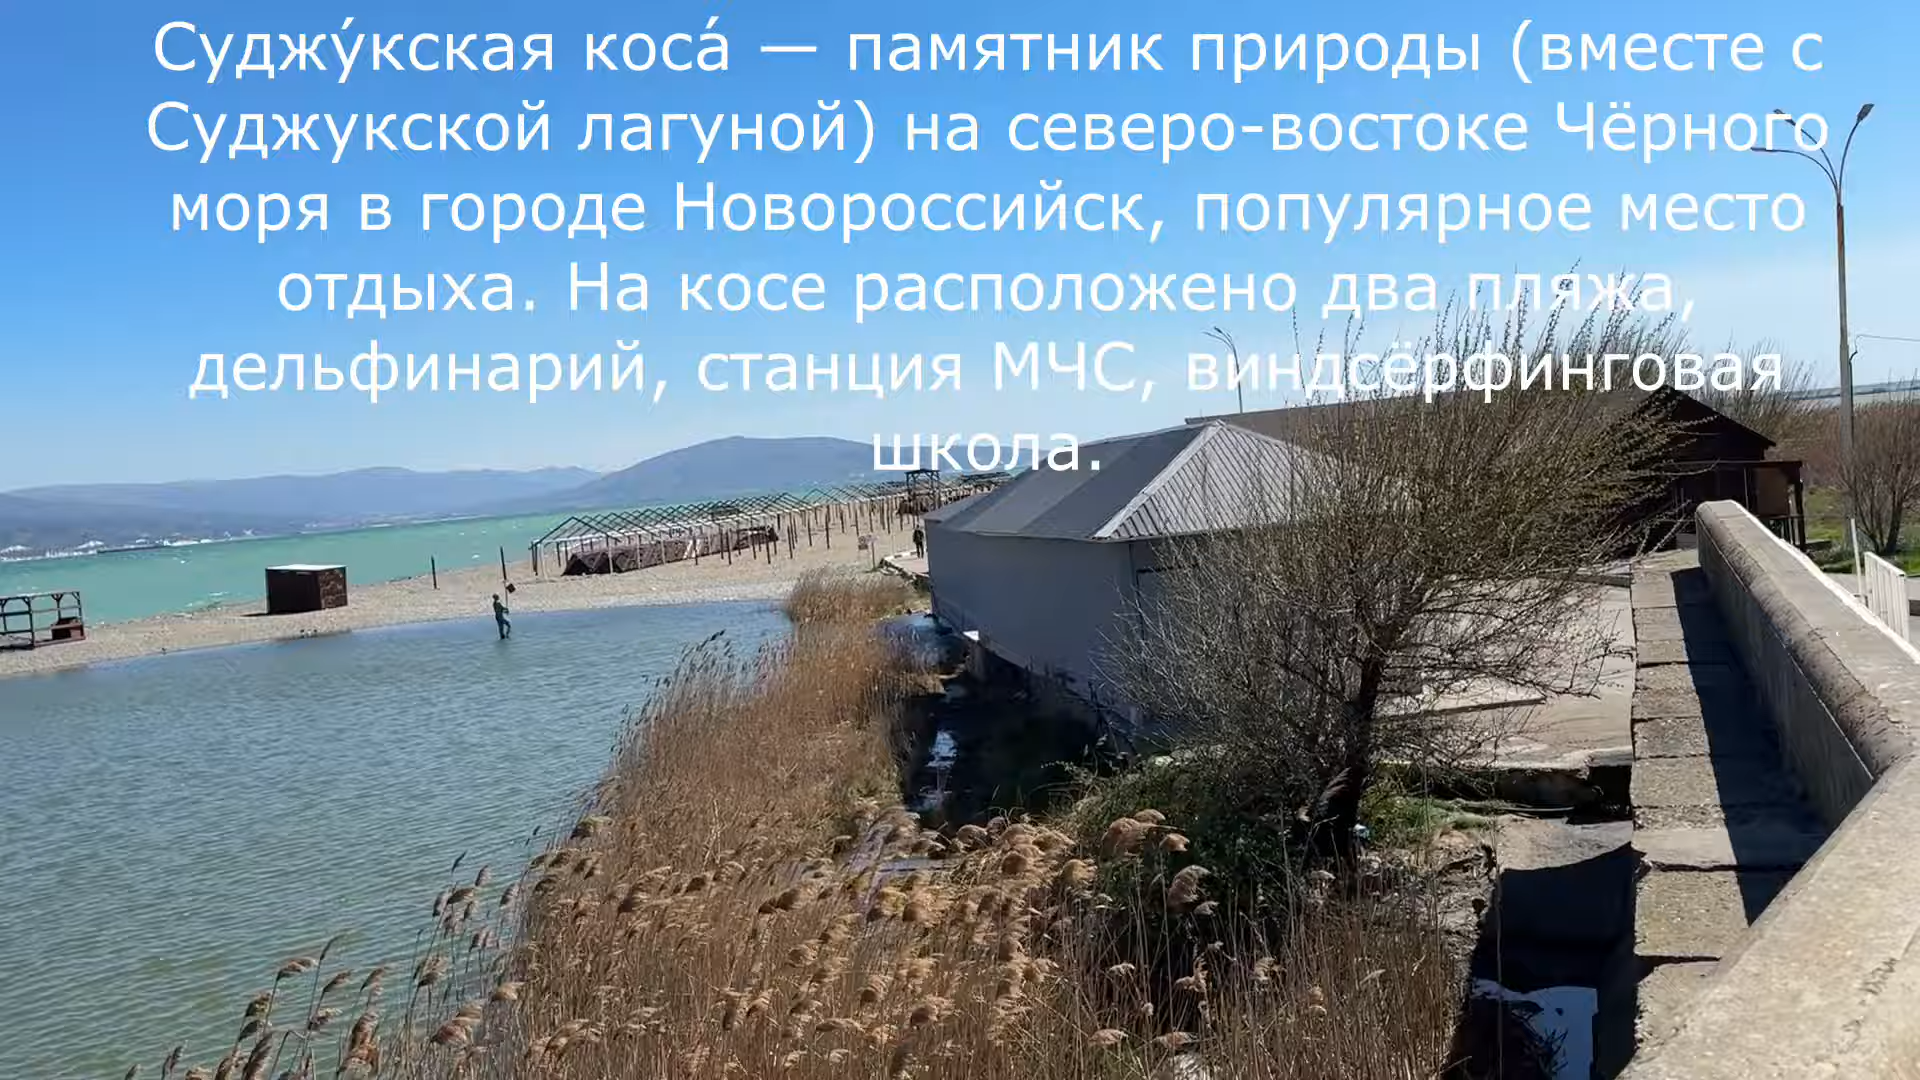 Суджу́кская коса́ — памятник природы (вместе с
Суджукской лагуной) на северо-востоке Чёрного
моря в городе Новороссийск, популярное место
отдыха. На косе расположено два пляжа,
дельфинарий, станция МЧС, виндсёрфинговая
школа.